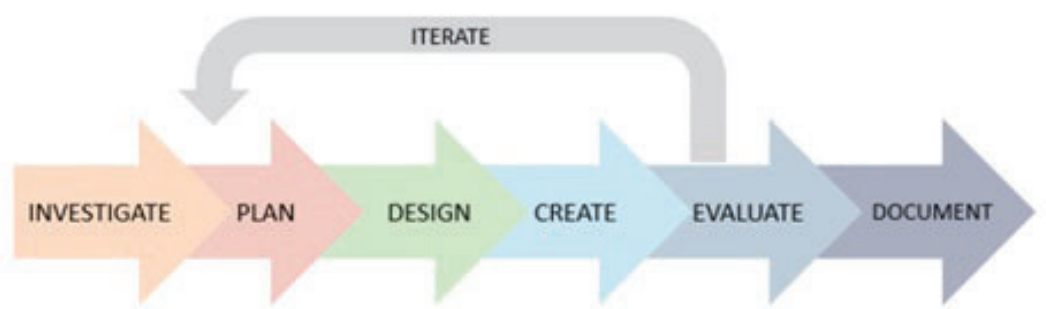 ITERATE
INVESTIGATE PLAN DESIGN CREATE EVALUATE DOCUMENT